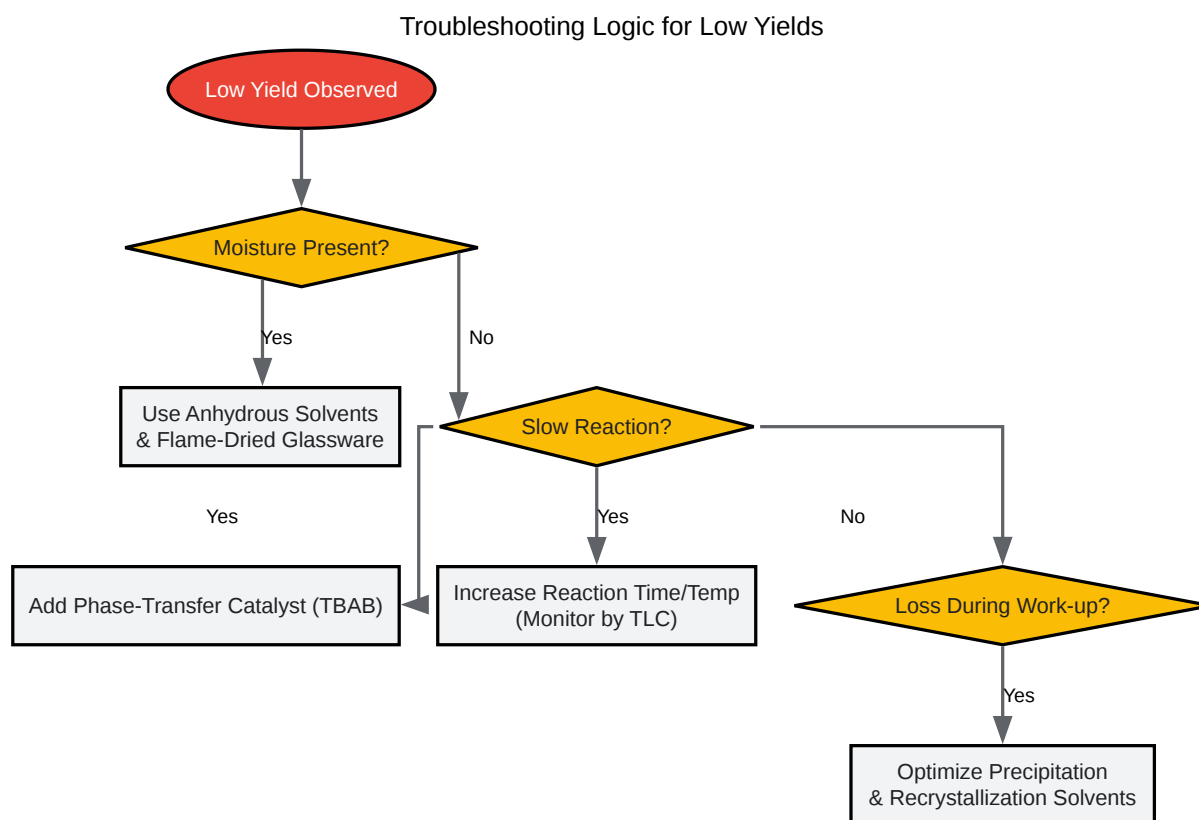 Troubleshooting Logic for Low Yields
Low Yield Observed
Moisture Present?
Yes
No
Use Anhydrous Solvents
& Flame-Dried Glassware
Slow Reaction?
Yes
Yes
No
Add Phase-Transfer Catalyst (TBAB)
Increase Reaction Time/Temp
(Monitor by TLC)
Loss During Work-up?
Yes
Optimize Precipitation
& Recrystallization Solvents